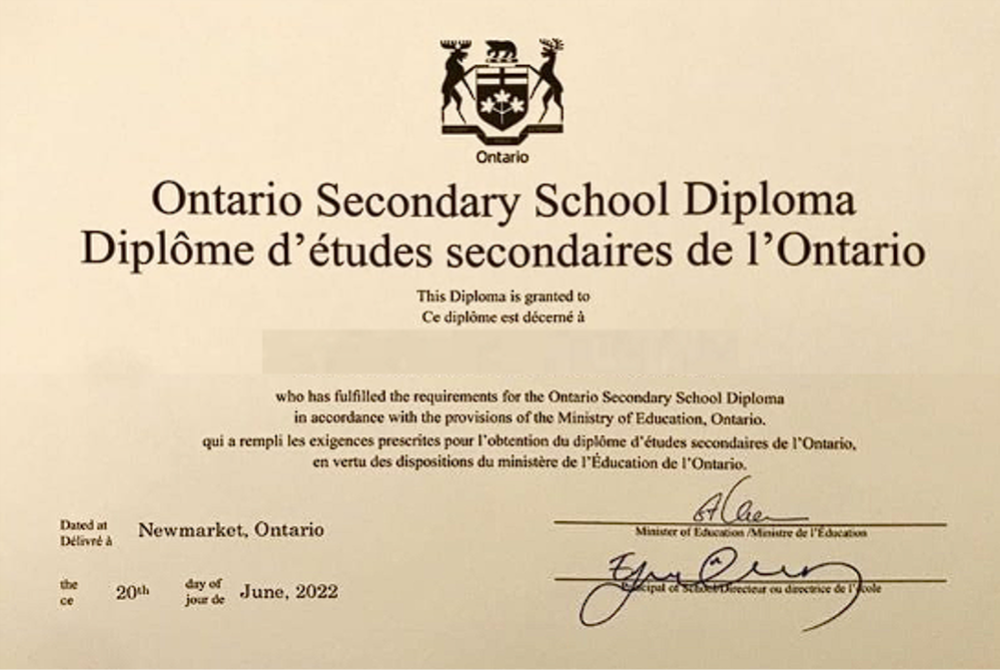 Ontario
Ontario Secondary School Diploma
Diplôme d'études secondaires de l'Ontario
This Diploma is granted to
Ce diplôme est décerné à
who has fulfilled the requirements for the Ontario Secondary School Diploma
in accordance with the provisions of the Ministry of Education, Ontario.
qui a rempli les exigences prescrites pour l'obtention du diplôme d'études secondaires de l'Ontario,
en vertu des dispositions du ministère de l'Éducation de l'Ontario.
Dated at
Délivré à
Newmarket, Ontario
Minister of Education /Ministre de l'Éducation
the
ce
20th
day of
jour de
June, 2022
Principal of School/Directeur ou directrice de l'école